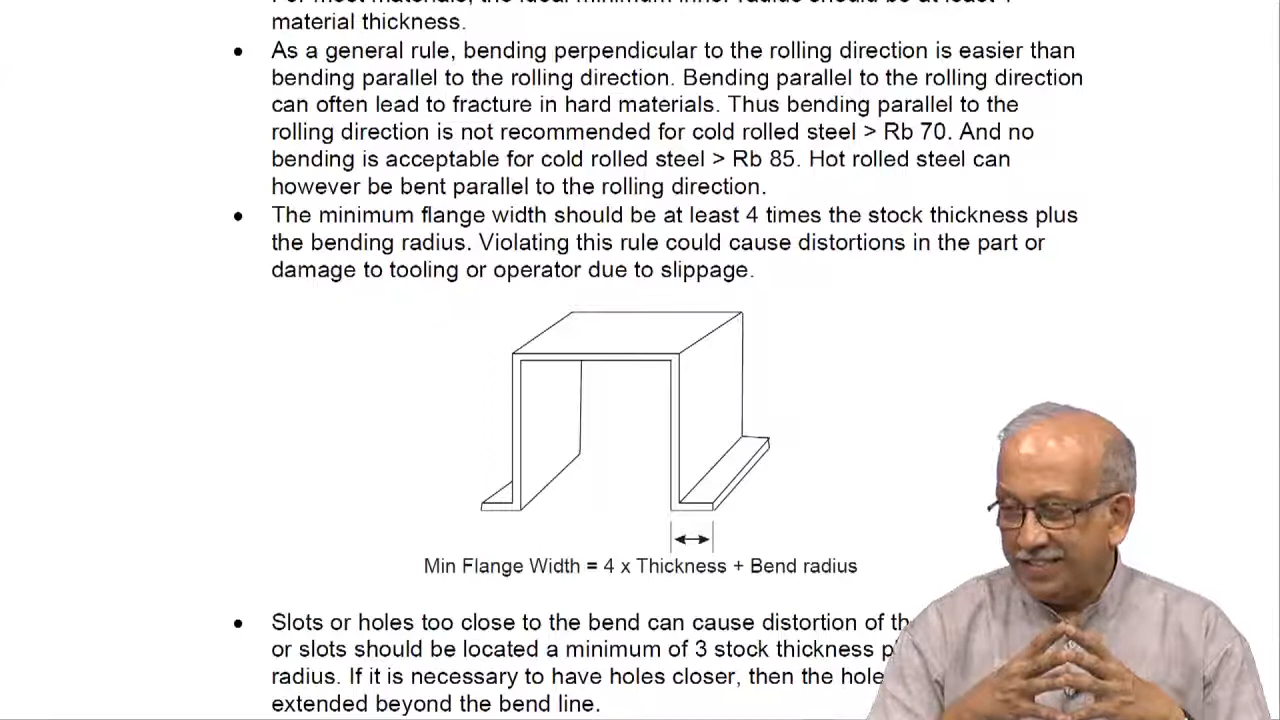 material thickness.
• As a general rule, bending perpendicular to the rolling direction is easier than
bending parallel to the rolling direction. Bending parallel to the rolling direction
can often lead to fracture in hard materials. Thus bending parallel to the
rolling direction is not recommended for cold rolled steel > Rb 70. And no
bending is acceptable for cold rolled steel > Rb 85. Hot rolled steel can
however be bent parallel to the rolling direction.
• The minimum flange width should be at least 4 times the stock thickness plus
the bending radius. Violating this rule could cause distortions in the part or
damage to tooling or operator due to slippage.
Min Flange Width = 4 x Thickness + Bend radius
• Slots or holes too close to the bend can cause distortion of
or slots should be located a minimum of 3 stock thickness
radius. If it is necessary to have holes closer, then the hole
extended beyond the bend line.